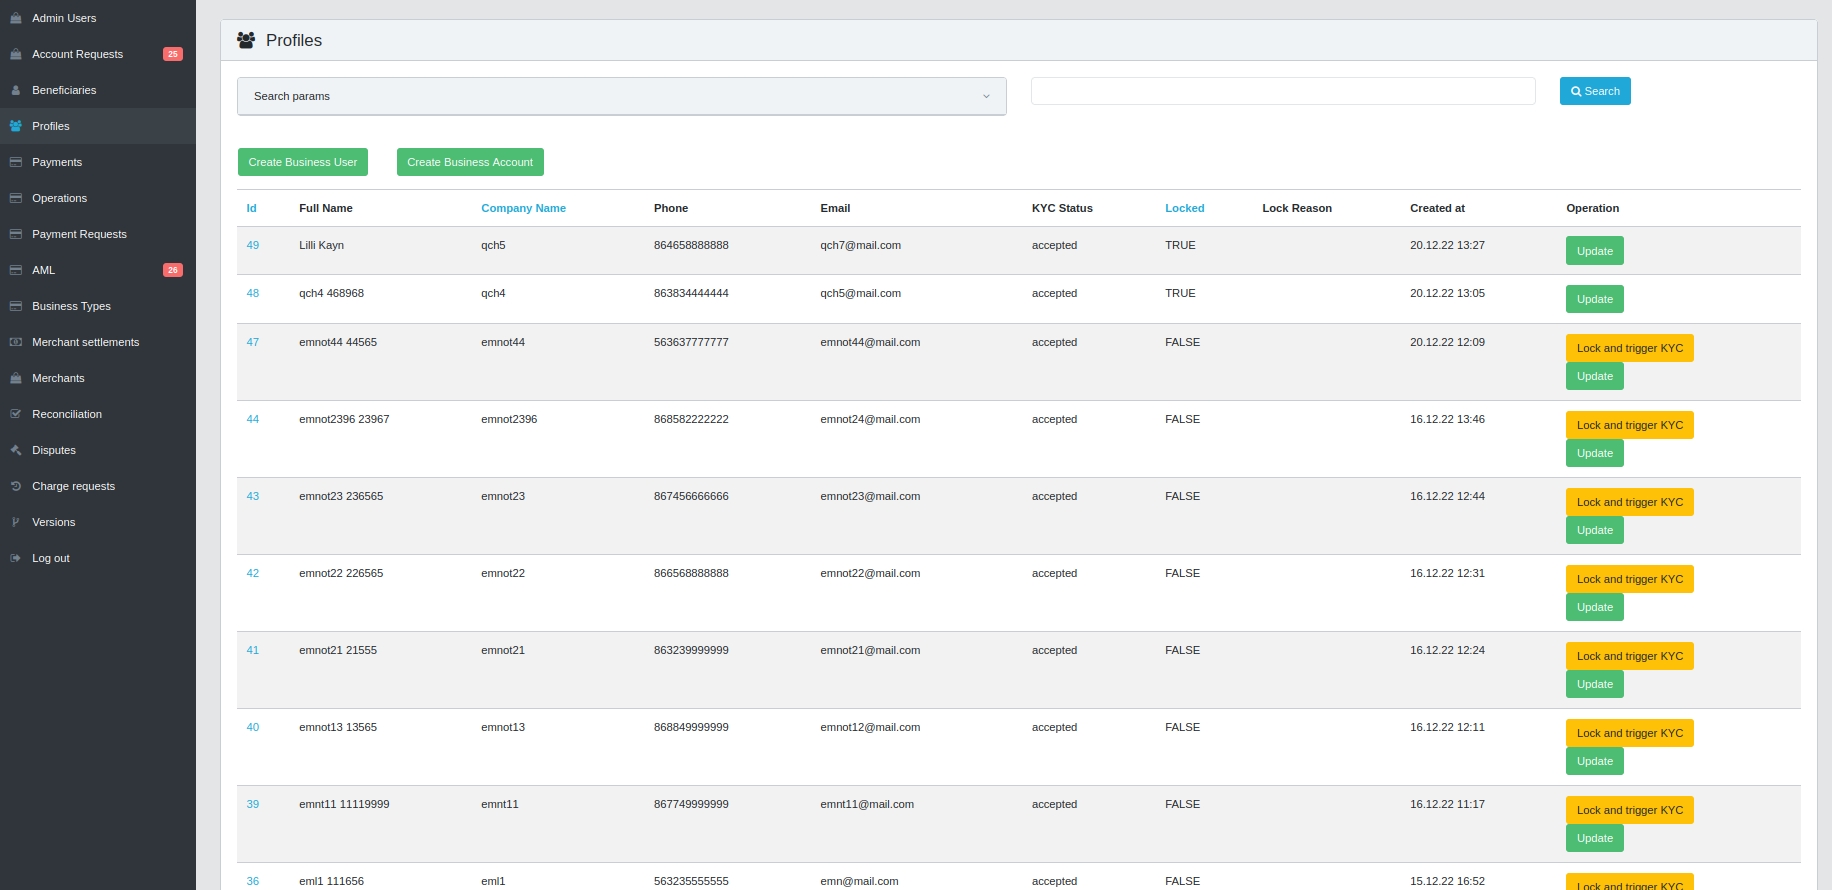 Admin Users
Account Requests 25
Beneficiaries
Profiles
Payments
Operations
Payment Requests
AML 26
Business Types
Merchant settlements
Merchants
Reconciliation
Disputes
Charge requests
Versions
Log out
Profiles
Search params
Search
Create Business User Create Business Account
Id Full Name Company Name Phone Email KYC Status Locked Lock Reason Created at Operation
49 Lilli Kayn qch5 864658888888 qch7@mail.com accepted TRUE 20.12.22 13:27 Update
48 qch4 468968 qch4 863834444444 qch5@mail.com accepted TRUE 20.12.22 13:05 Update
47 emnot44 44565 emnot44 563637777777 emnot44@mail.com accepted FALSE 20.12.22 12:09 Lock and trigger KYC
Update
44 emnot2396 23967 emnot2396 868582222222 emnot24@mail.com accepted FALSE 16.12.22 13:46 Lock and trigger KYC
Update
43 emnot23 236565 emnot23 867456666666 emnot23@mail.com accepted FALSE 16.12.22 12:44 Lock and trigger KYC
Update
42 emnot22 226565 emnot22 866568888888 emnot22@mail.com accepted FALSE 16.12.22 12:31 Lock and trigger KYC
Update
41 emnot21 21555 emnot21 863239999999 emnot21@mail.com accepted FALSE 16.12.22 12:24 Lock and trigger KYC
Update
40 emnot13 13565 emnot13 868849999999 emnot12@mail.com accepted FALSE 16.12.22 12:11 Lock and trigger KYC
Update
39 emnt11 11119999 emnt11 867749999999 emnt11@mail.com accepted FALSE 16.12.22 11:17 Lock and trigger KYC
Update
36 eml1 111656 eml1 563235555555 emn@mail.com accepted FALSE 15.12.22 16:52 Lock and trigger KYC